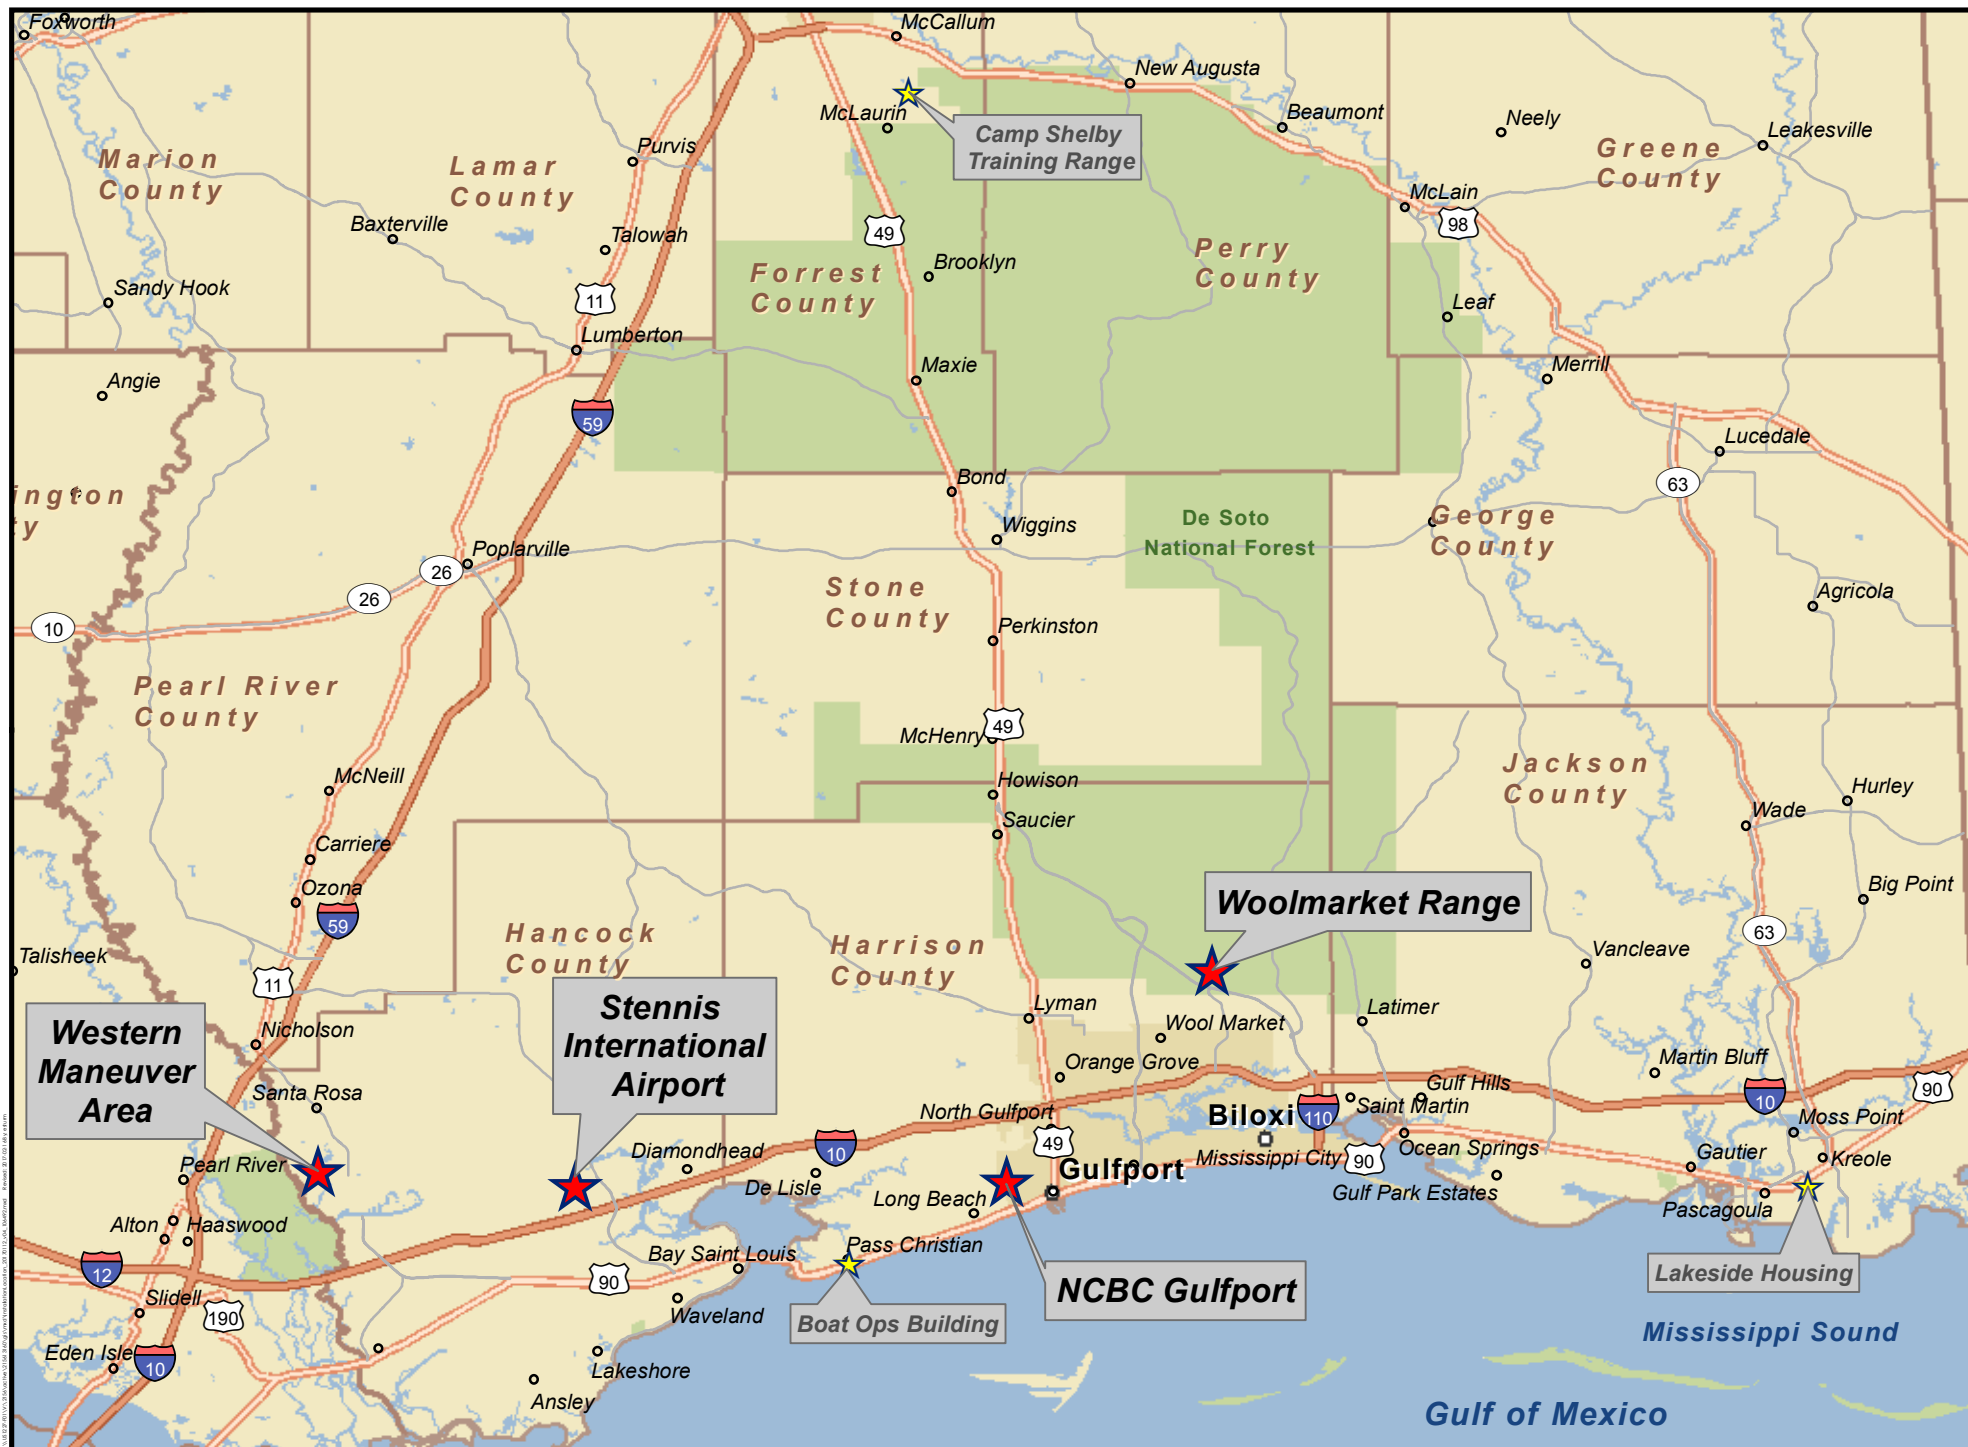 Foxworth
McCallum
New Augusta
McLaurin
Camp Shelby
Training Range
Beaumont
Neely
Leakesville
Marion
County
Lamar
County
Purvis
Greene
County
McLain
98
Baxterville
Talowah
49
Forrest
County
Brooklyn
Perry
County
Sandy Hook
11
Leaf
Lumberton
Angie
Maxie
Merrill
59
Lucedale
ington
ty
Bond
63
Wiggins
De Soto
National Forest
George
County
Poplarville
26
26
10
Stone
County
Agricola
Perkinston
Pearl River
County
49
McHenry
Jackson
County
McNeill
Howison
Hurley
Saucier
Wade
Carriere
Ozona
59
Woolmarket Range
Big Point
Hancock
County
Harrison
County
63
Talisheek
Vancleave
11
Western
Maneuver
Area
Stennis
International
Airport
Nicholson
Lyman
Wool Market
Latimer
Orange Grove
Martin Bluff
Santa Rosa
Gulf Hills
90
10
North Gulfport
Biloxi
110
Saint Martin
Moss Point
49
Diamondhead
10
Pearl River
Gulfport
Mississippi City
90
Ocean Springs
Gautier
Kreole
De Lisle
Long Beach
Gulf Park Estates
Pascagoula
Alton
Haaswood
Bay Saint Louis
Pass Christian
12
90
NCBC Gulfport
Lakeside Housing
Slidell
190
Waveland
Boat Ops Building
Mississippi Sound
Eden Isle
10
Lakeshore
Ansley
Gulf of Mexico